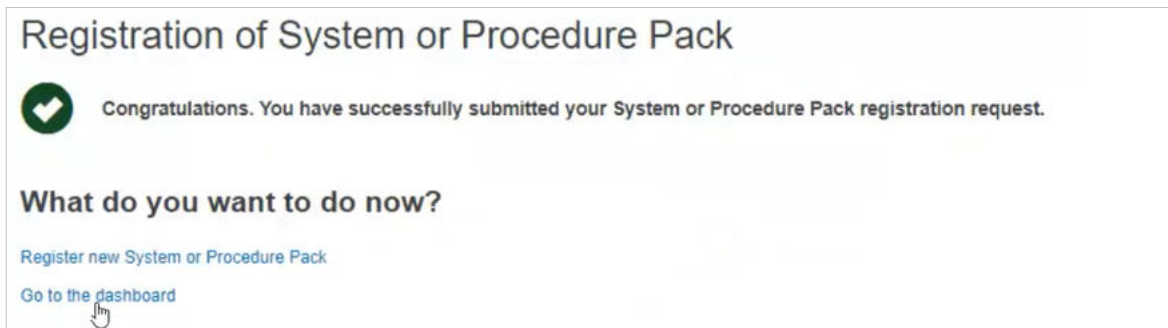 Registration of System or Procedure Pack
Congratulations. You have successfully submitted your System or Procedure Pack registration request.
What do you want to do now?
Register new System or Procedure Pack
Go to the dashboard